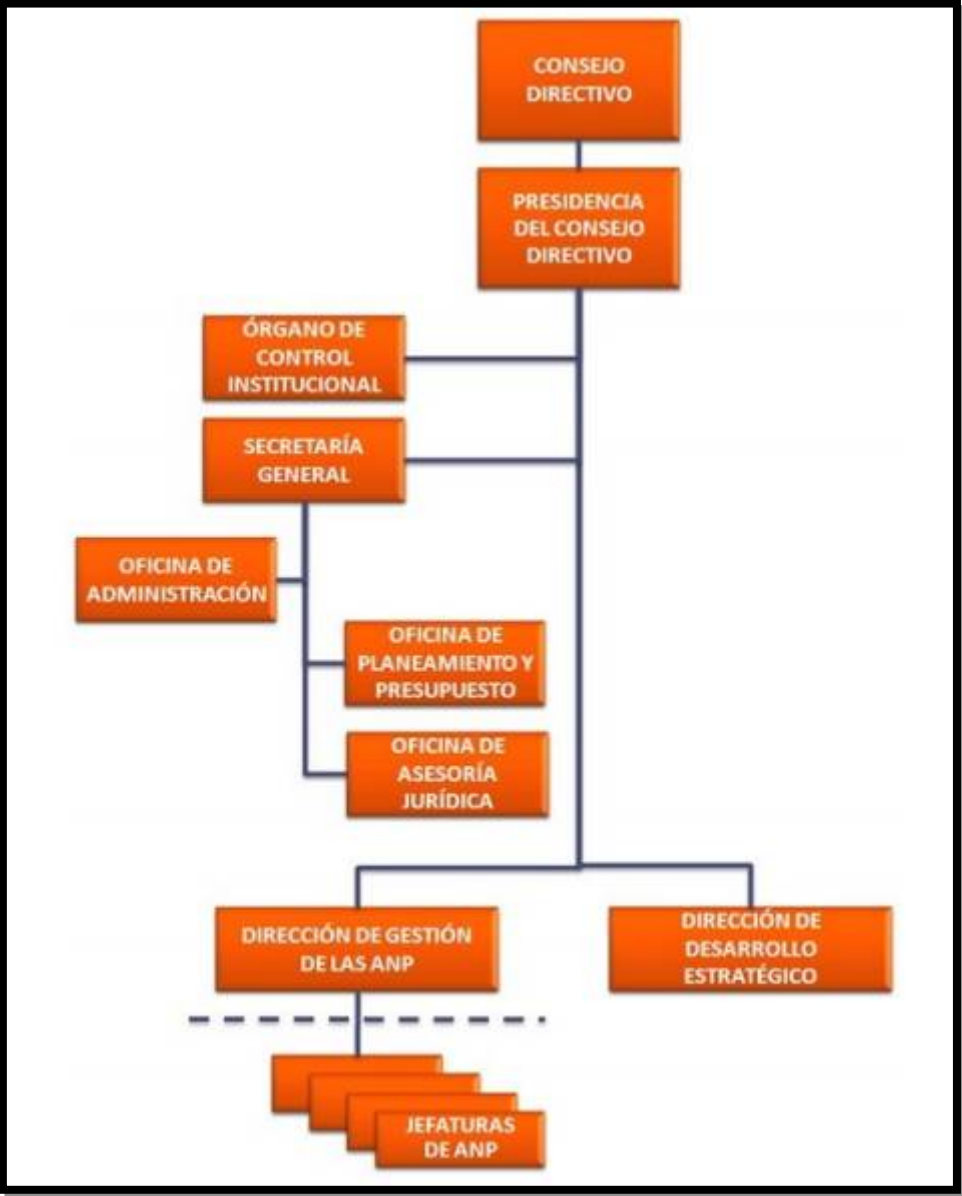 CONSEJO
DIRECTIVO
PRESIDENCIA
DEL CONSEJO
DIRECTIVO
ÓRGANO DE
CONTROL
INSTITUCIONAL
SECRETARÍA
GENERAL
OFICINA DE
ADMINISTRACIÓN
OFICINA DE
PLANEAMIENTO Y
PRESUPUESTO
OFICINA DE
ASESORÍA
JURÍDICA
DIRECCIÓN DE GESTIÓN
DE LAS ANP
DIRECCIÓN DE
DESARROLLO
ESTRATÉGICO
JEFATURAS
DE ANP